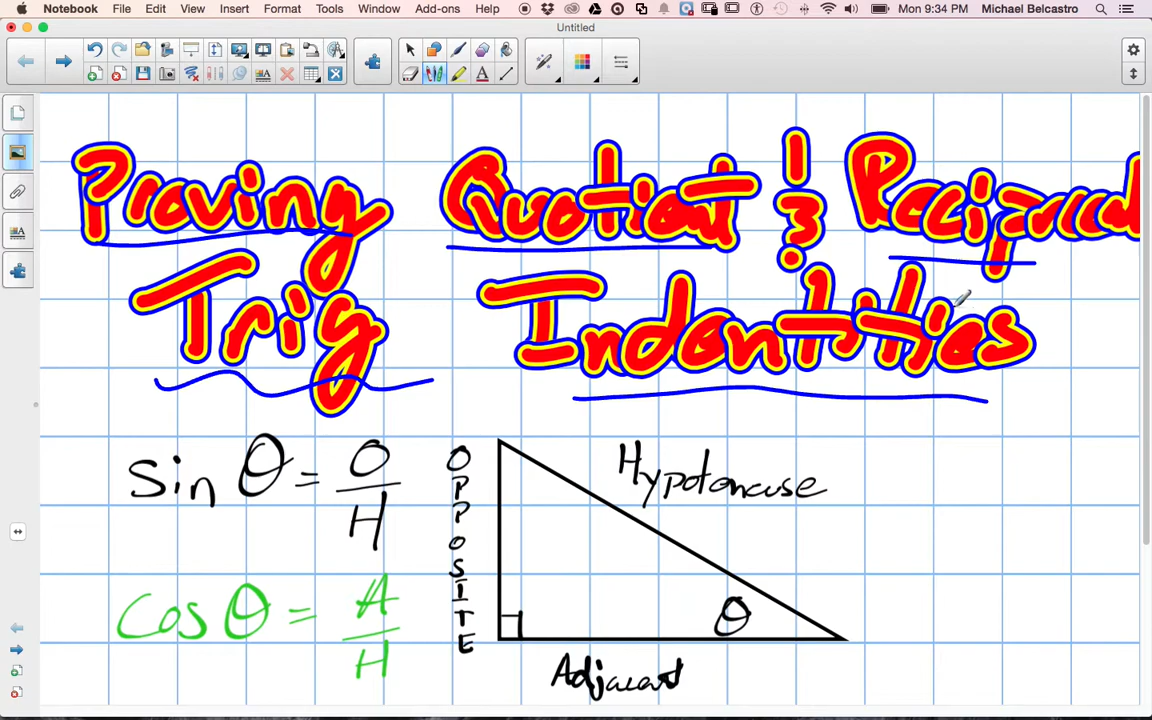 Notebook File Edit View Insert Format Tools Window Add-ons Help Mon 9:34 PM Michael Belcastro
Untitled
Proving Quotient & Reciprocal
Trig Indentities
sin θ = O/H
OPPOSITE
Hypotoneuse
θ
cos θ = A/H
Adjacent